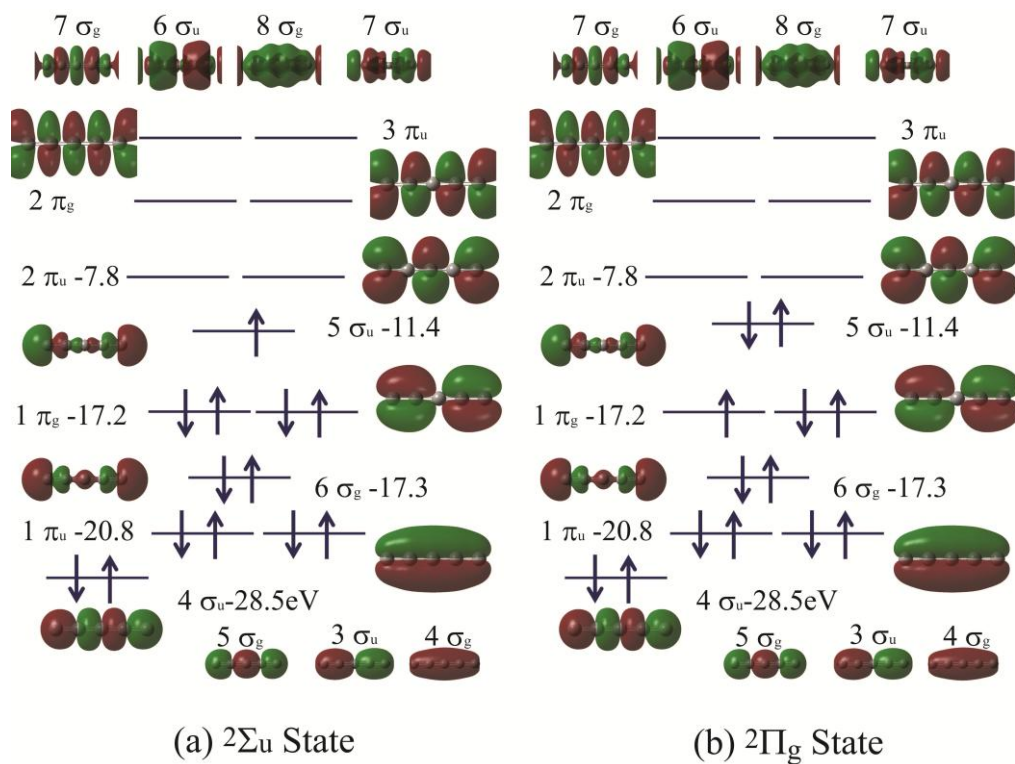 7 σg 6 σu 8 σg 7 σu
3 πu
2 πg
2 πu -7.8
5 σu -11.4
1 πg -17.2
6 σg -17.3
1 πu -20.8
4 σu-28.5eV
5 σg 3 σu 4 σg
(a) ²Σu State
7 σg 6 σu 8 σg 7 σu
3 πu
2 πg
2 πu -7.8
5 σu -11.4
1 πg -17.2
6 σg -17.3
1 πu -20.8
4 σu-28.5eV
5 σg 3 σu 4 σg
(b) ²Πg State